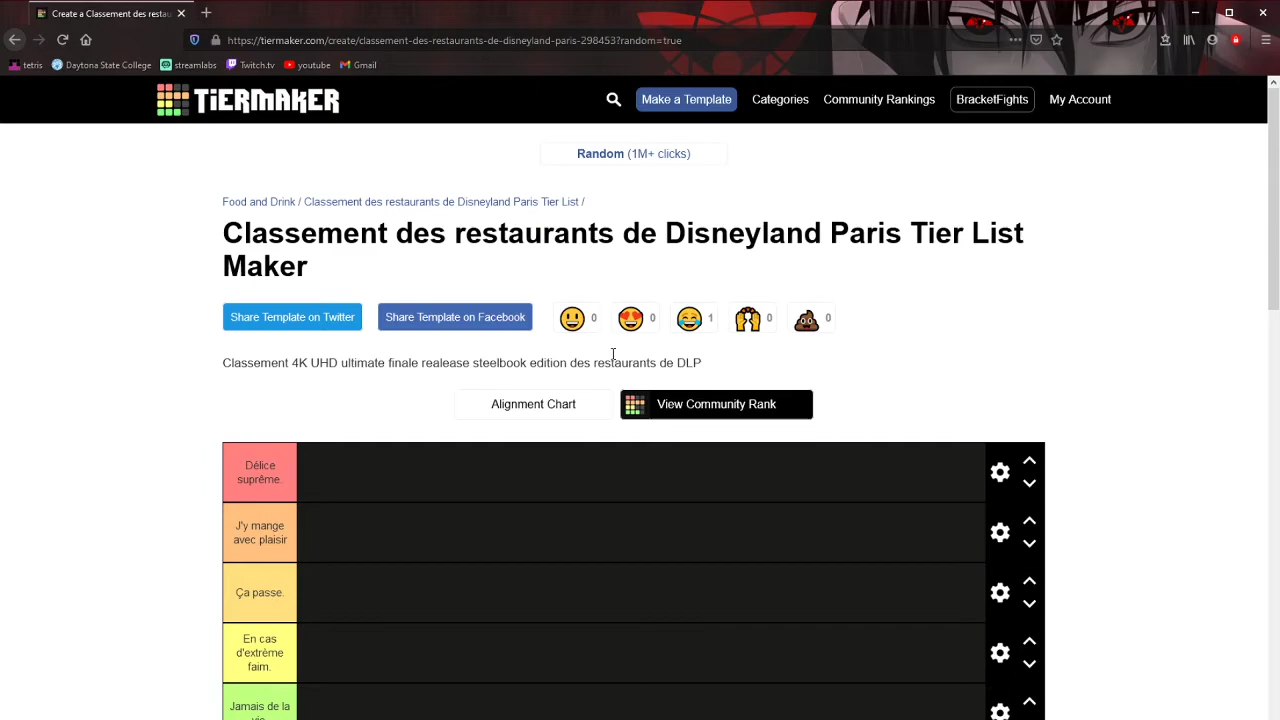 Create a Classement des restau
https://tiermaker.com/create/classement-des-restaurants-de-disneyland-paris-298453?random=true
tetris
Daytona State College
streamlabs
Twitch.tv
youtube
Gmail
TiERMAKER
Make a Template
Categories
Community Rankings
BracketFights
My Account
Random (1M+ clicks)
Food and Drink / Classement des restaurants de Disneyland Paris Tier List /
Classement des restaurants de Disneyland Paris Tier List
Maker
Share Template on Twitter
Share Template on Facebook
0
0
1
0
0
Classement 4K UHD ultimate finale realease steelbook edition des restaurants de DLP
Alignment Chart
View Community Rank
Délice
suprême.
J'y mange
avec plaisir
Ça passe.
En cas
d'extrème
faim.
Jamais de la
vie